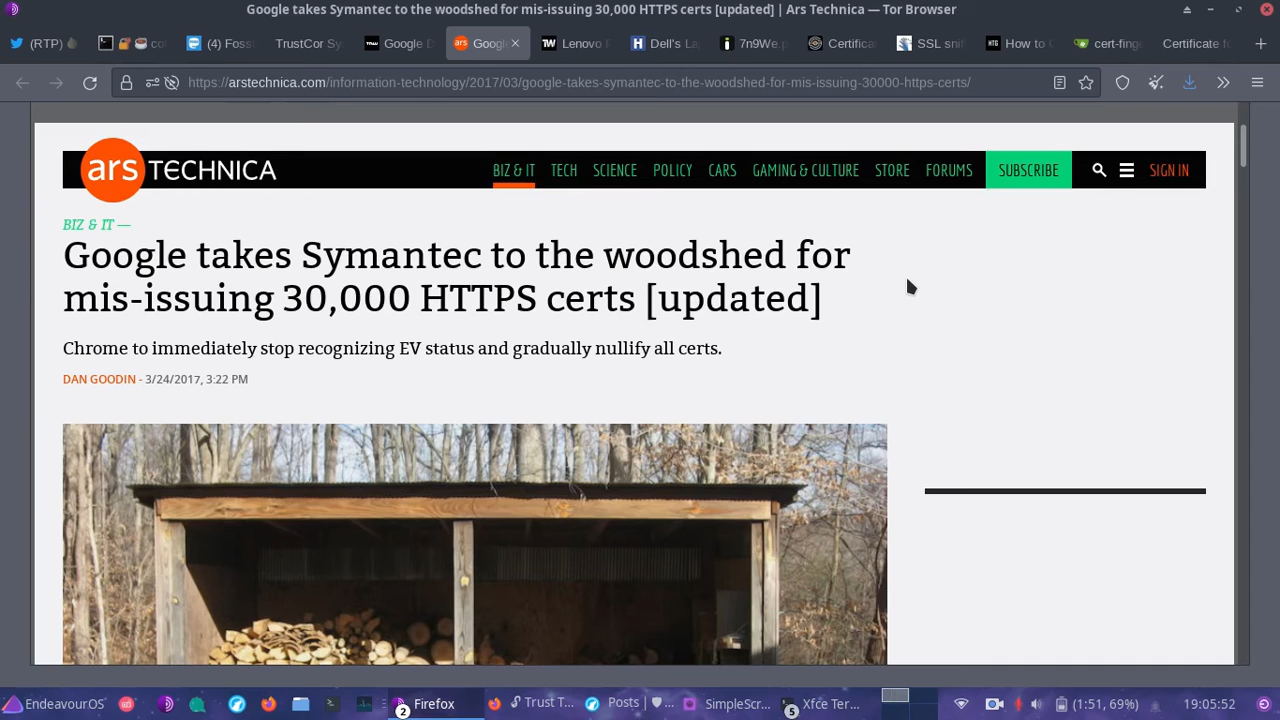 Google takes Symantec to the woodshed for mis-issuing 30,000 HTTPS certs [updated] | Ars Technica — Tor Browser
(RTP)
co
(4) Foss
TrustCor Sy
Google D
Googl
Lenovo F
Dell's La
7n9We.p
Certifica
SSL snif
How to C
cert-finge
Certificate fo
https://arstechnica.com/information-technology/2017/03/google-takes-symantec-to-the-woodshed-for-mis-issuing-30000-https-certs/
ars TECHNICA
BIZ & IT TECH SCIENCE POLICY CARS GAMING & CULTURE STORE FORUMS SUBSCRIBE SIGN IN
BIZ & IT —
Google takes Symantec to the woodshed for
mis-issuing 30,000 HTTPS certs [updated]
Chrome to immediately stop recognizing EV status and gradually nullify all certs.
DAN GOODIN - 3/24/2017, 3:22 PM
EndeavourOS
2 Firefox
Trust T...
Posts | ...
SimpleScr...
5 Xfce Ter...
(1:51, 69%)
19:05:52